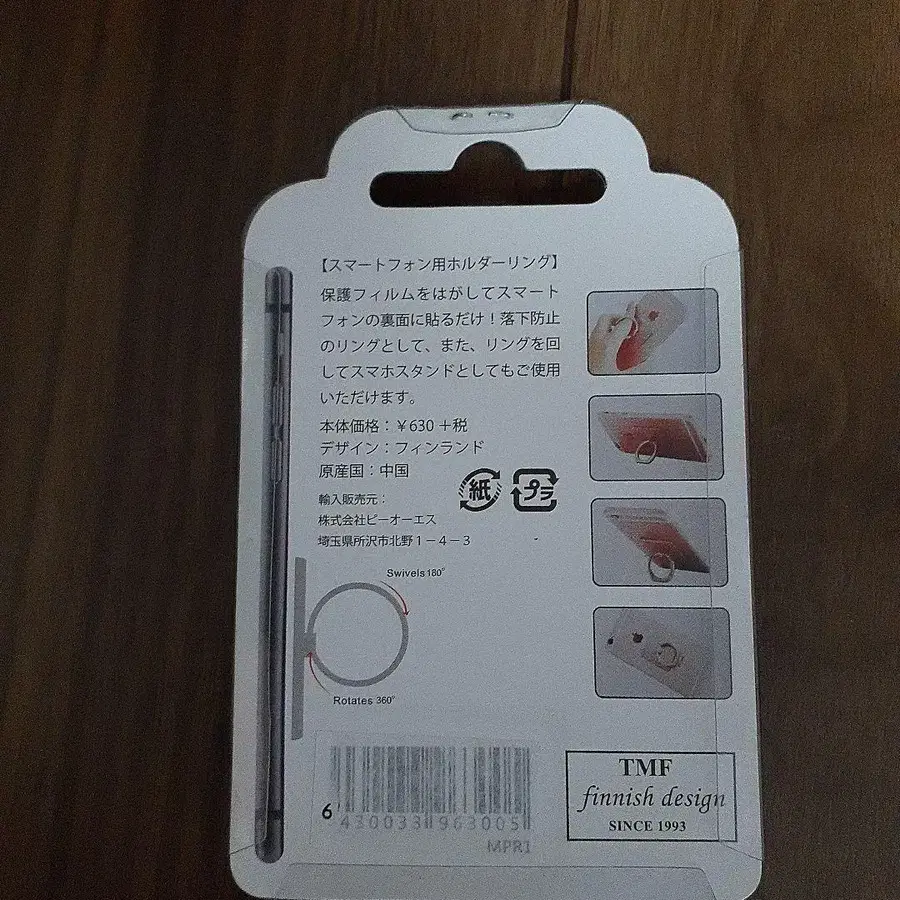 【スマートフォン用ホルダーリング】
保護フィルムをはがしてスマート
フォンの裏面に貼るだけ！落下防止
のリングとして、また、リングを回
してスマホスタンドとしてもご使用
いただけます。
本体価格：￥630＋税
デザイン：フィンランド
原産国：中国
輸入販売元：
株式会社ピーオーエス
埼玉県所沢市北野１－４－３
紙
プラ
Swivels 180°
Rotates 360°
6 430033 963005
MPR1
TMF
finnish design
SINCE 1993